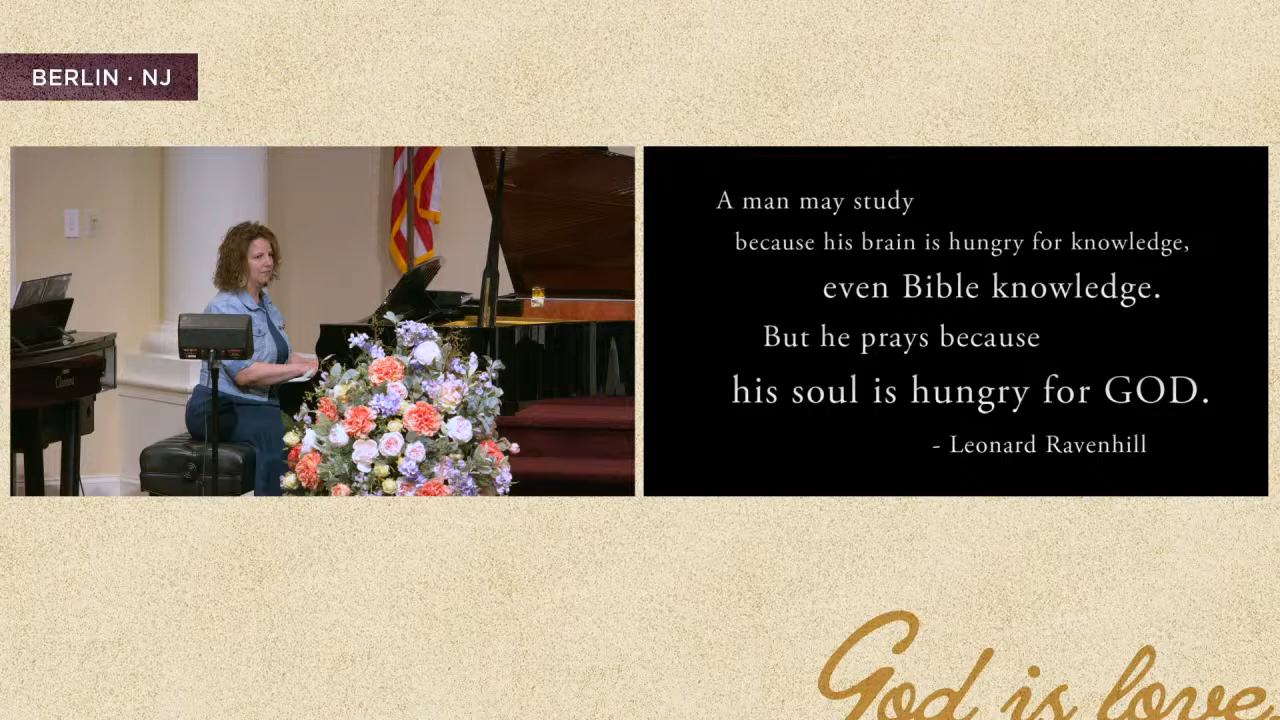 BERLIN · NJ
A man may study
because his brain is hungry for knowledge,
even Bible knowledge.
But he prays because
his soul is hungry for GOD.
- Leonard Ravenhill
God is love